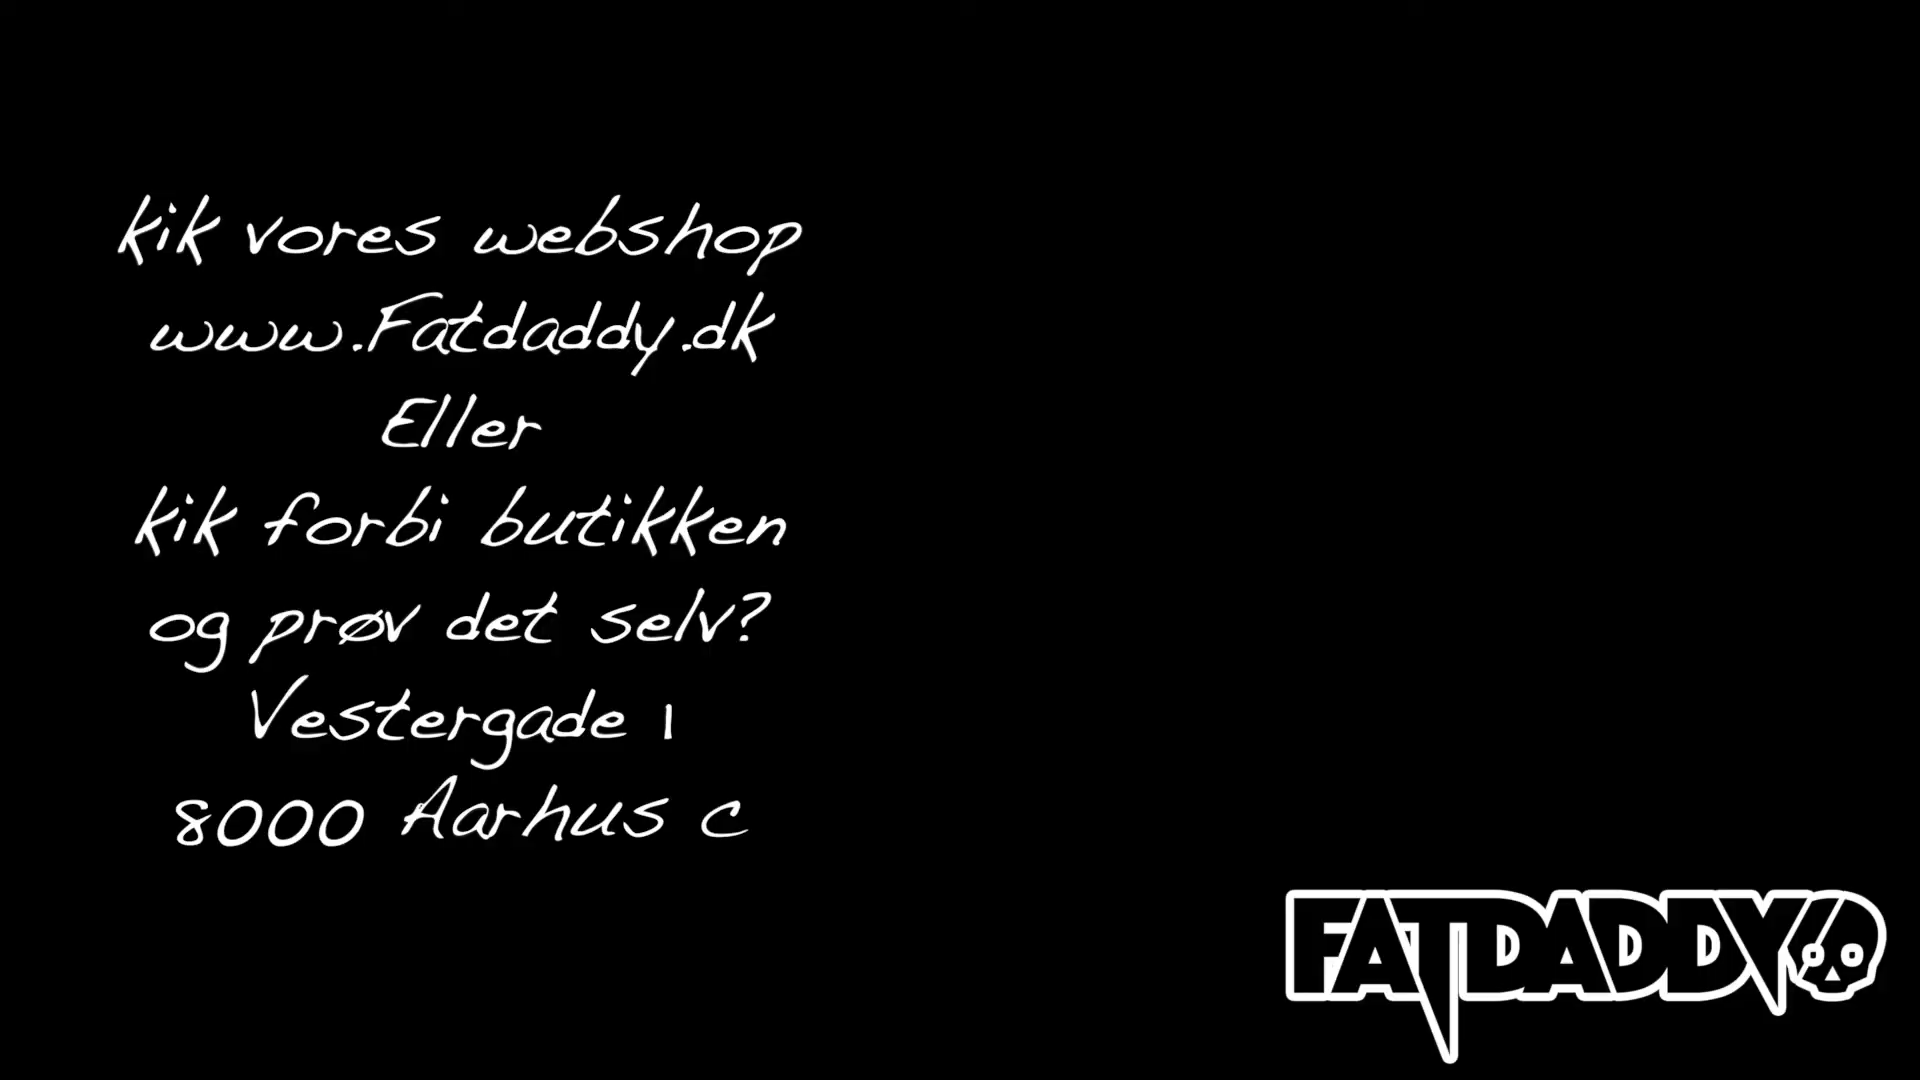 kik vores webshop
www.Fatdaddy.dk
Eller
kik forbi butikken
og prøv det selv?
Vestergade 1
8000 Aarhus c
FATDADDY